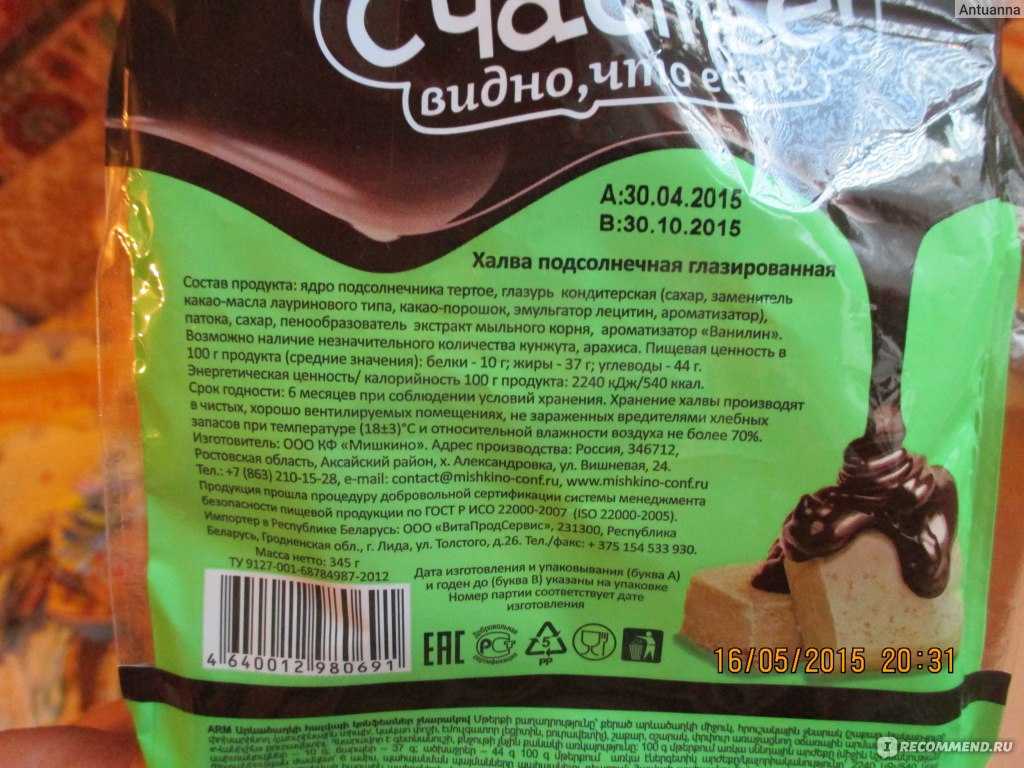 Antuanna
Счастье
видно, что есть
А:30.04.2015
В:30.10.2015
Халва подсолнечная глазированная
Состав продукта: ядро подсолнечника тертое, глазурь кондитерская (сахар, заменитель
какао-масла лауринового типа, какао-порошок, эмульгатор лецитин, ароматизатор),
патока, сахар, пенообразователь экстракт мыльного корня, ароматизатор «Ванилин».
Возможно наличие незначительного количества кунжута, арахиса. Пищевая ценность в
100 г продукта (средние значения): белки - 10 г; жиры - 37 г; углеводы - 44 г.
Энергетическая ценность/ калорийность 100 г продукта: 2240 кДж/540 ккал.
Срок годности: 6 месяцев при соблюдении условий хранения. Хранение халвы производят
в чистых, хорошо вентилируемых помещениях, не зараженных вредителями хлебных
запасов при температуре (18±3)°С и относительной влажности воздуха не более 70%.
Изготовитель: ООО КФ «Мишкино». Адрес производства: Россия, 346712,
Ростовская область, Аксайский район, х. Александровка, ул. Вишневая, 24.
Тел.: +7 (863) 210-15-28, e-mail: contact@mishkino-conf.ru, www.mishkino-conf.ru
Продукция прошла процедуру добровольной сертификации системы менеджмента
безопасности пищевой продукции по ГОСТ Р ИСО 22000-2007 (ISO 22000-2005).
Импортер в Республике Беларусь: ООО «ВитаПродСервис», 231300, Республика
Беларусь, Гродненская обл., г. Лида, ул. Толстого, д.26. Тел./факс: + 375 154 533 930.
Масса нетто: 345 г
ТУ 9127-001-68784987-2012
Дата изготовления и упаковывания (буква А)
и годен до (буква В) указаны на упаковке
Номер партии соответствует дате
изготовления
4 640012 980691
ЕАС
Добровольная
РСТ
сертификация
5
PP
16/05/2015 20:31
ARM
I RECOMMEND.RU